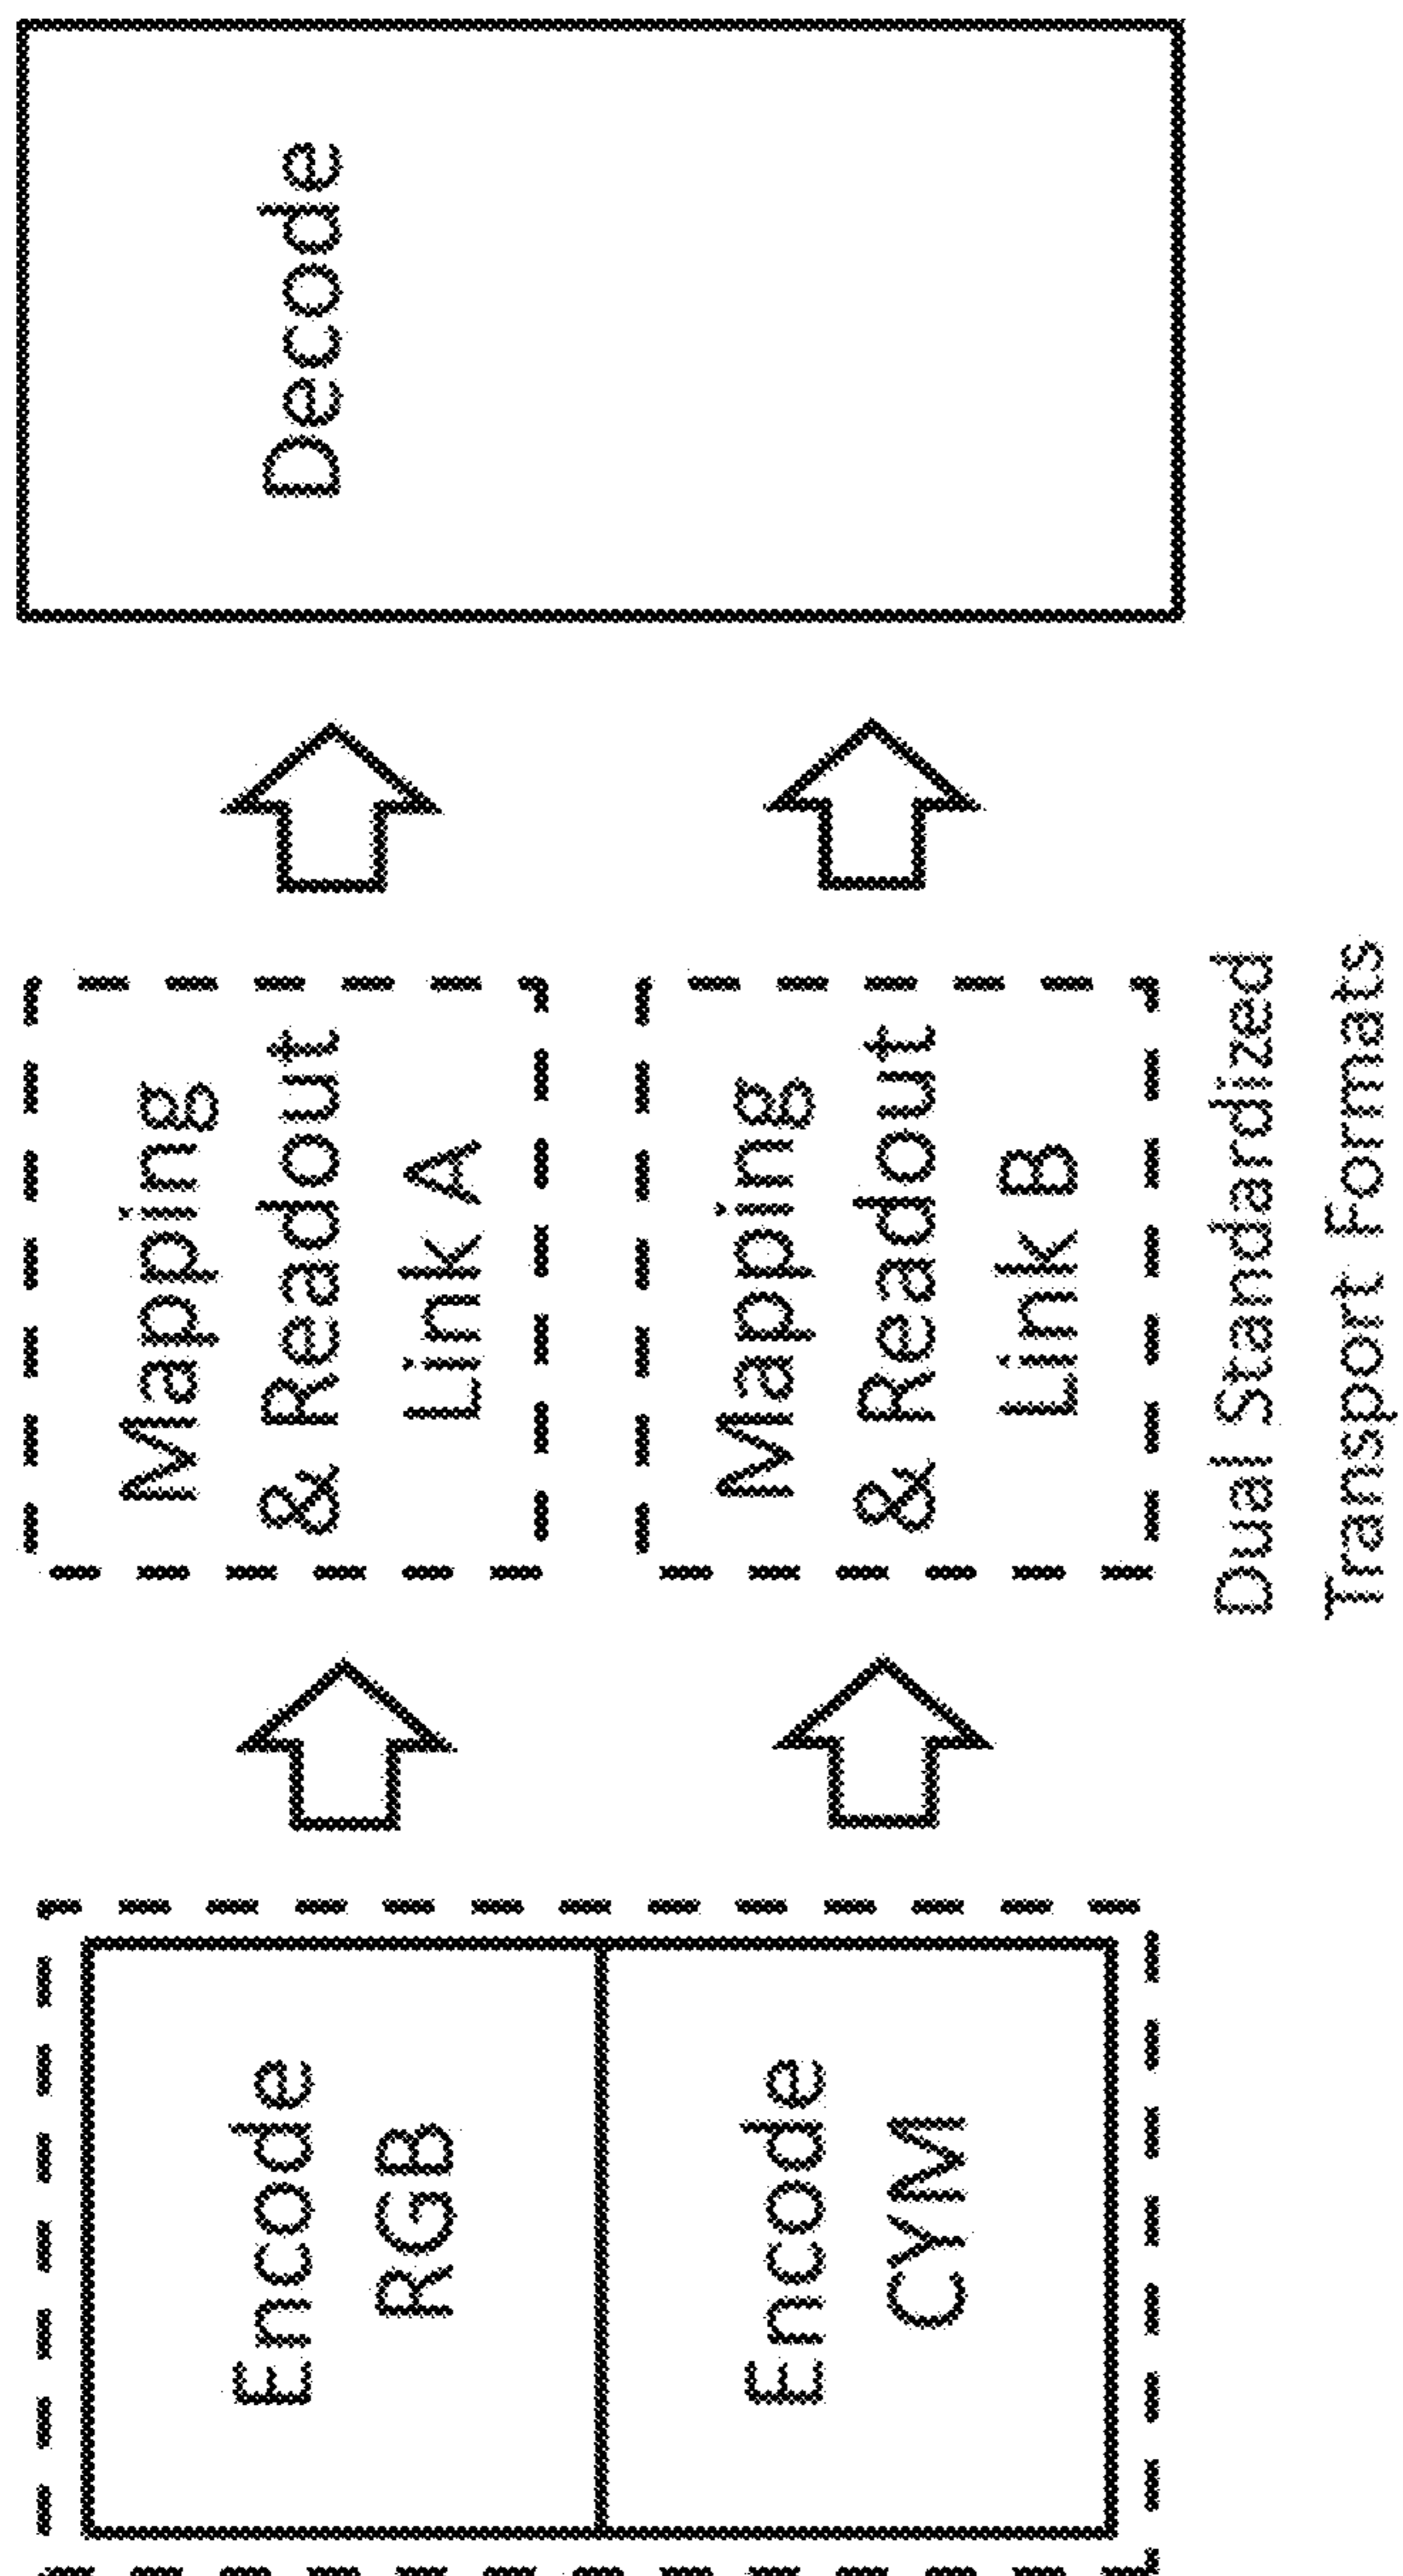 Encode
RGB
Encode
CYM
Mapping
& Readout
Link A
Mapping
& Readout
Link B
Dual Standardized
Transport Formats
Decode